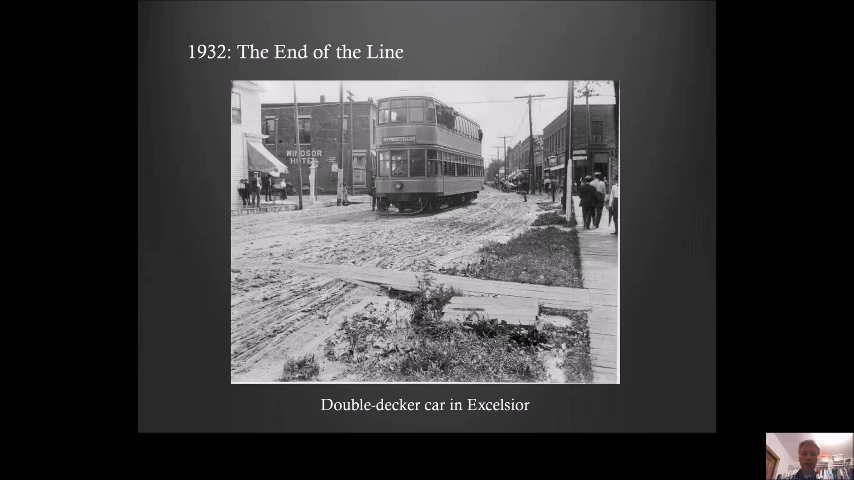 1932: The End of the Line
WINDSOR
HOTEL
Double-decker car in Excelsior